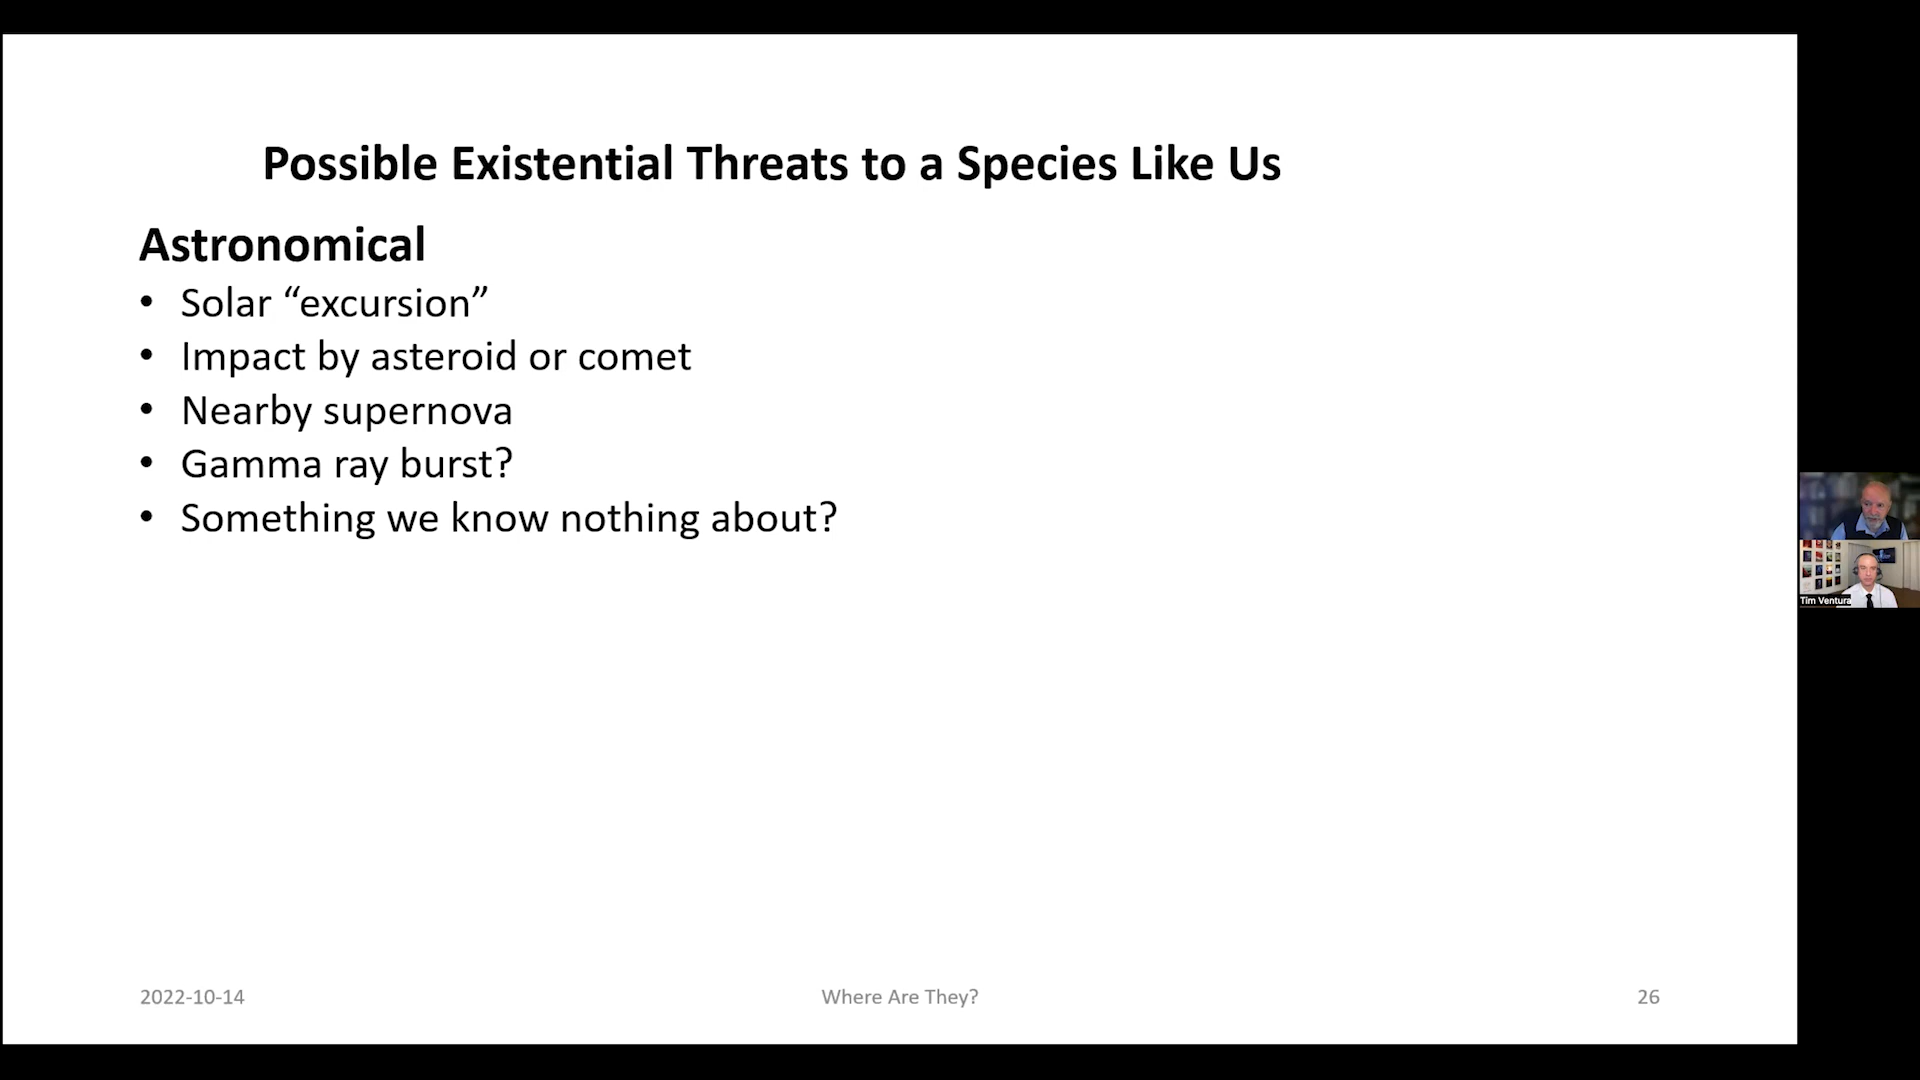 Possible Existential Threats to a Species Like Us
Astronomical
• Solar “excursion”
• Impact by asteroid or comet
• Nearby supernova
• Gamma ray burst?
• Something we know nothing about?
Tim Ventura
2022-10-14
Where Are They?
26